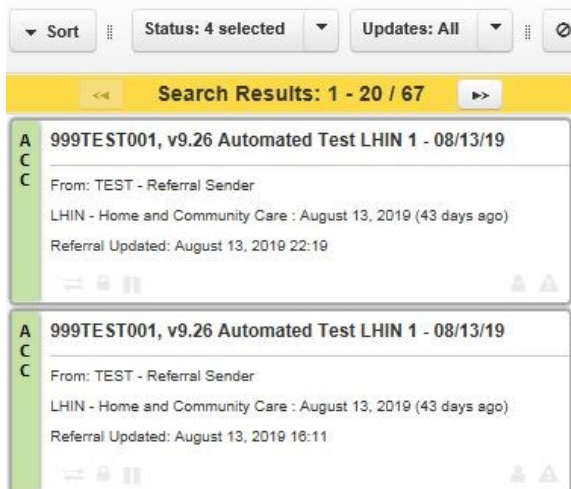 Sort
Status: 4 selected
Updates: All
Search Results: 1 - 20 / 67
ACC
999TEST001, v9.26 Automated Test LHIN 1 - 08/13/19
From: TEST - Referral Sender
LHIN - Home and Community Care : August 13, 2019 (43 days ago)
Referral Updated: August 13, 2019 22:19
ACC
999TEST001, v9.26 Automated Test LHIN 1 - 08/13/19
From: TEST - Referral Sender
LHIN - Home and Community Care : August 13, 2019 (43 days ago)
Referral Updated: August 13, 2019 16:11